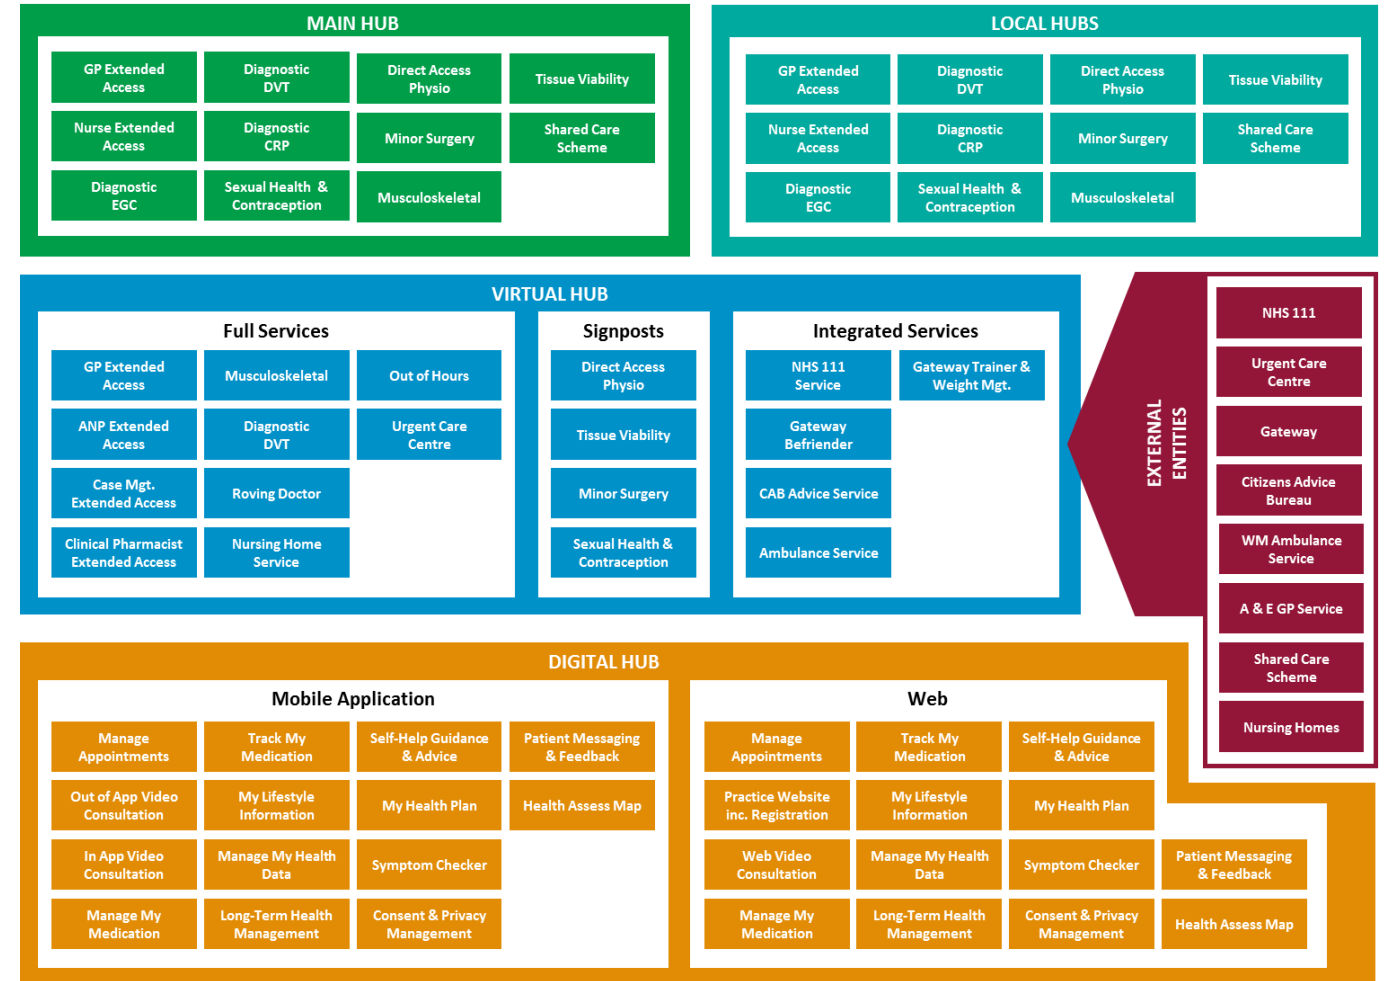 MAIN HUB
GP Extended
Access
Diagnostic
DVT
Direct Access
Physio
Tissue Viability
Nurse Extended
Access
Diagnostic
CRP
Minor Surgery
Shared Care
Scheme
Diagnostic
EGC
Sexual Health &
Contraception
Musculoskeletal
LOCAL HUBS
GP Extended
Access
Diagnostic
DVT
Direct Access
Physio
Tissue Viability
Nurse Extended
Access
Diagnostic
CRP
Minor Surgery
Shared Care
Scheme
Diagnostic
EGC
Sexual Health &
Contraception
Musculoskeletal
VIRTUAL HUB
Full Services
GP Extended
Access
Musculoskeletal
Out of Hours
ANP Extended
Access
Diagnostic
DVT
Urgent Care
Centre
Case Mgt.
Extended Access
Roving Doctor
Clinical Pharmacist
Extended Access
Nursing Home
Service
Signposts
Direct Access
Physio
Tissue Viability
Minor Surgery
Sexual Health &
Contraception
Integrated Services
NHS 111
Service
Gateway Trainer &
Weight Mgt.
Gateway
Befriender
CAB Advice Service
Ambulance Service
EXTERNAL
ENTITIES
NHS 111
Urgent Care
Centre
Gateway
Citizens Advice
Bureau
WM Ambulance
Service
A & E GP Service
Shared Care
Scheme
Nursing Homes
DIGITAL HUB
Mobile Application
Manage
Appointments
Track My
Medication
Self-Help Guidance
& Advice
Patient Messaging
& Feedback
Out of App Video
Consultation
My Lifestyle
Information
My Health Plan
Health Assess Map
In App Video
Consultation
Manage My Health
Data
Symptom Checker
Manage My
Medication
Long-Term Health
Management
Consent & Privacy
Management
Web
Manage
Appointments
Track My
Medication
Self-Help Guidance
& Advice
Practice Website
inc. Registration
My Lifestyle
Information
My Health Plan
Web Video
Consultation
Manage My Health
Data
Symptom Checker
Patient Messaging
& Feedback
Manage My
Medication
Long-Term Health
Management
Consent & Privacy
Management
Health Assess Map